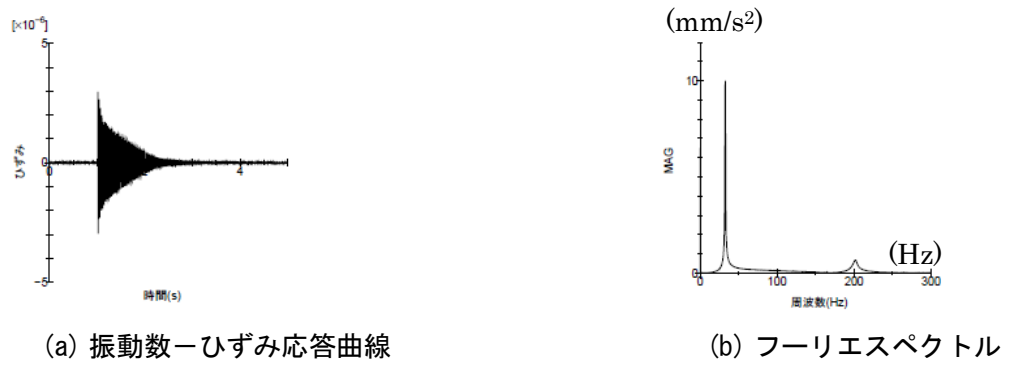 [×10⁻⁶]
5
0
−5
ひずみ
0
2
4
時間(s)
(a) 振動数－ひずみ応答曲線
(mm/s²)
10
0
MAG
(Hz)
0
100
200
300
周波数(Hz)
(b) フーリエスペクトル